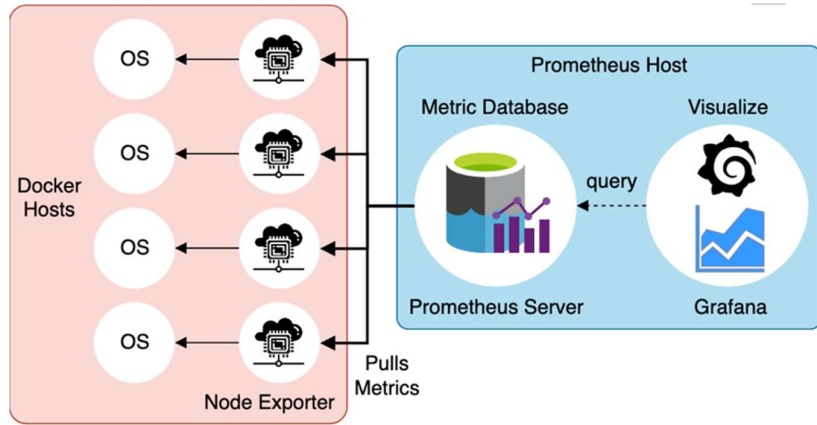 OS
OS
OS
OS
Docker
Hosts
Node Exporter
Pulls
Metrics
Prometheus Host
Metric Database
Visualize
query
Prometheus Server
Grafana